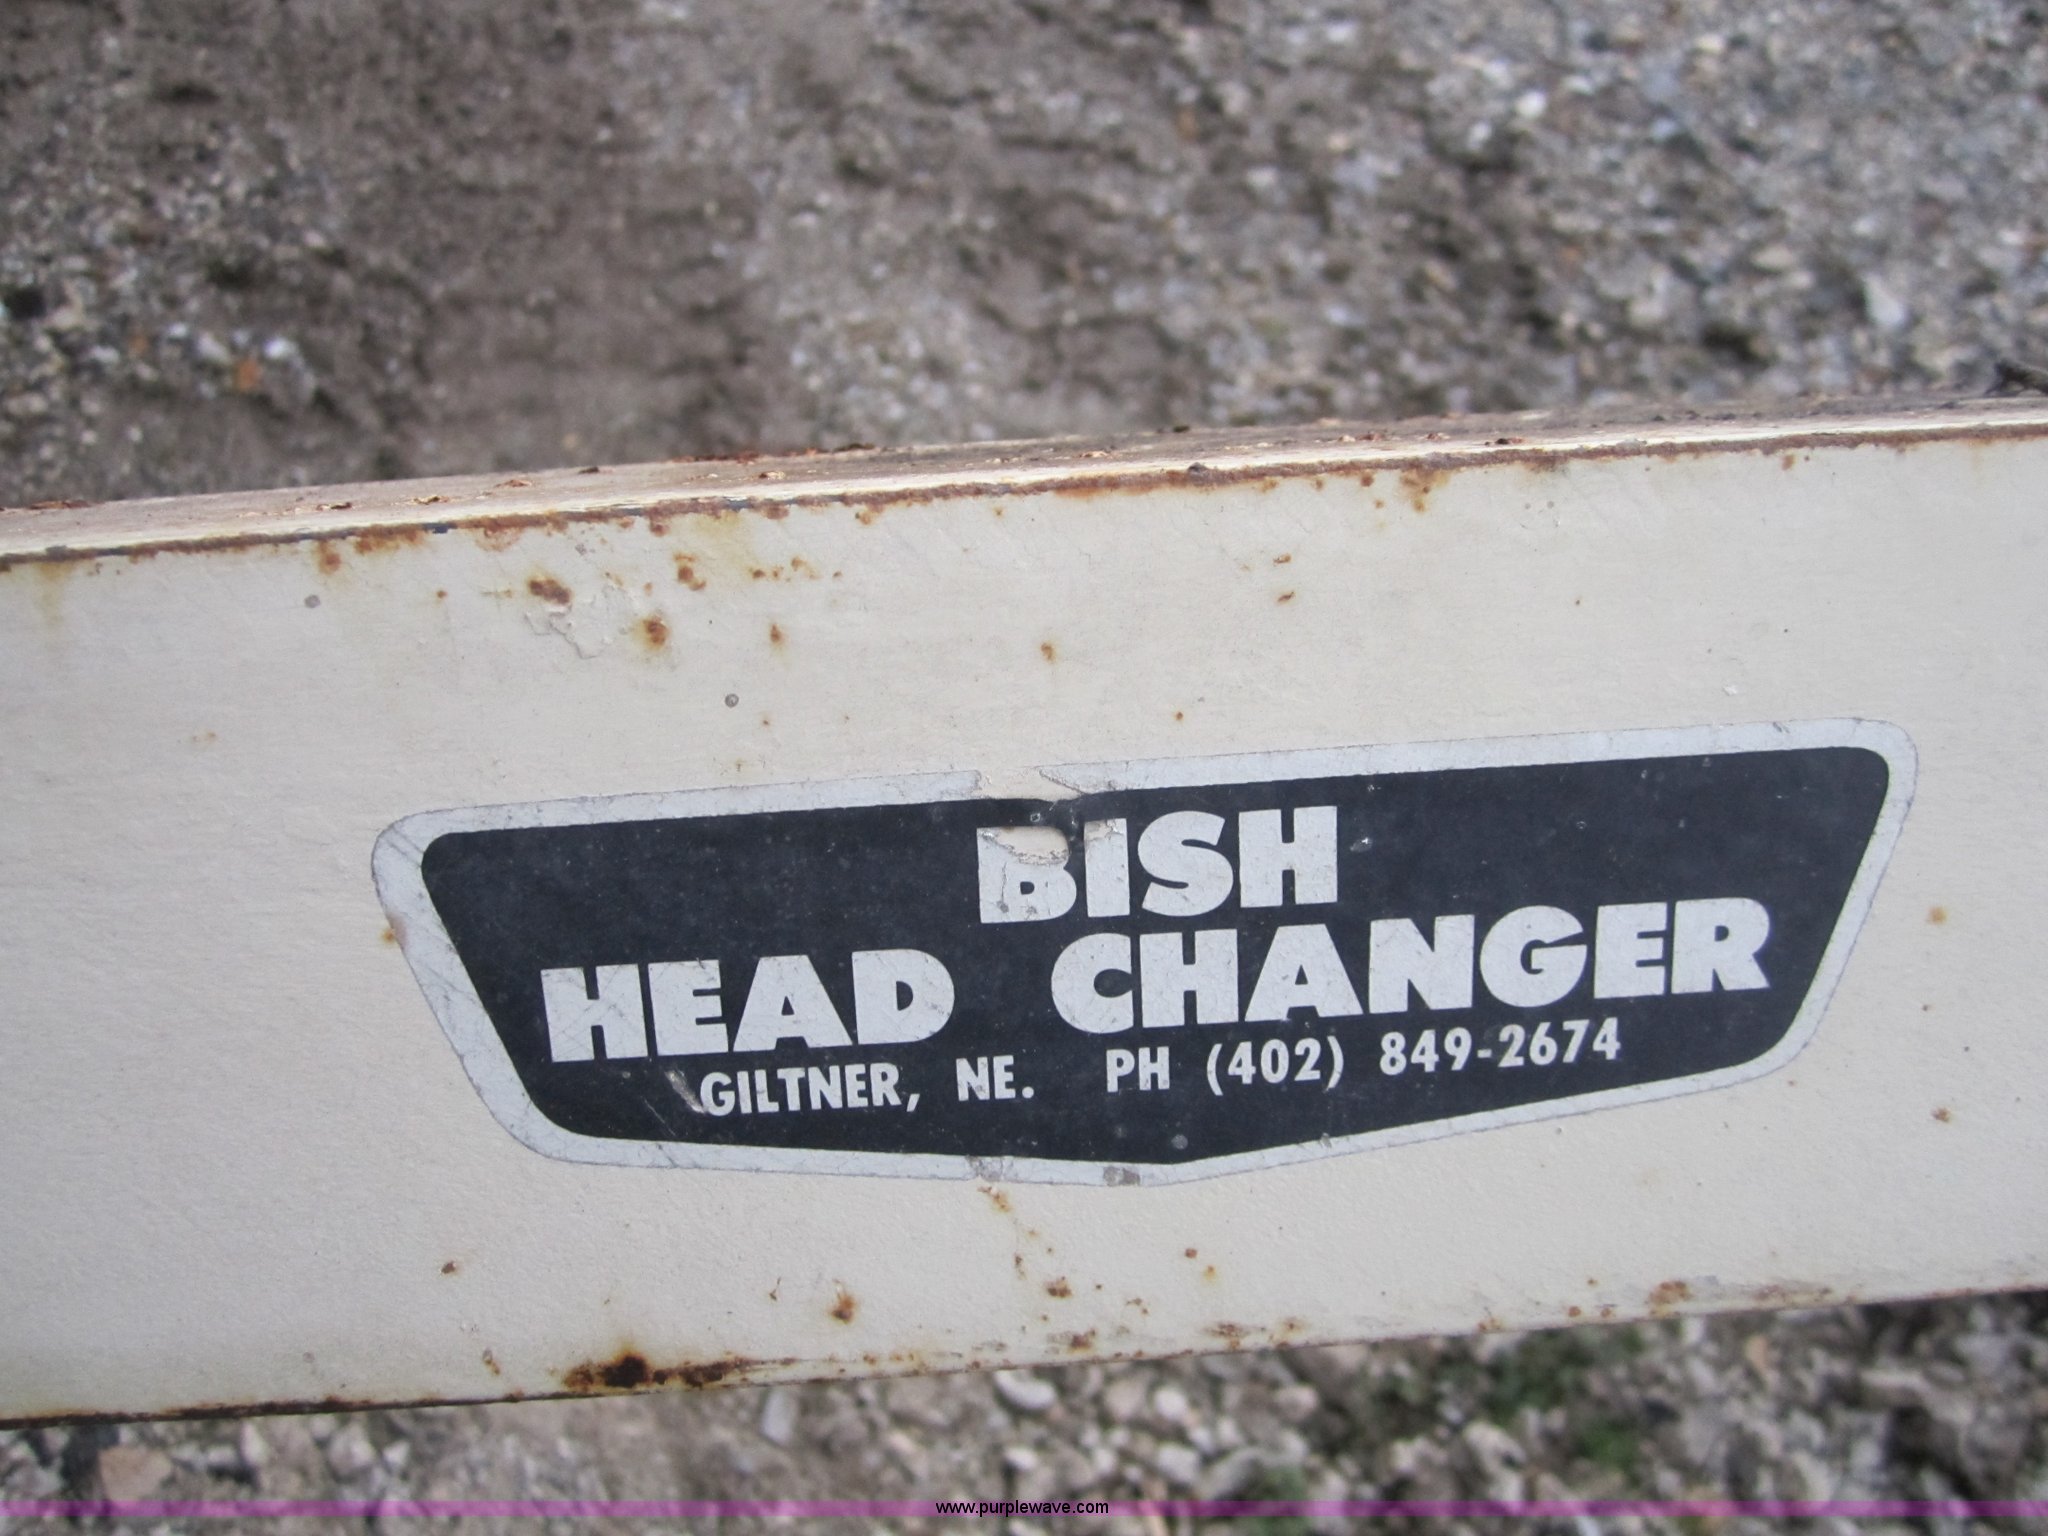 BISH
HEAD CHANGER
GILTNER, NE. PH (402) 849-2674
www.purplewave.com